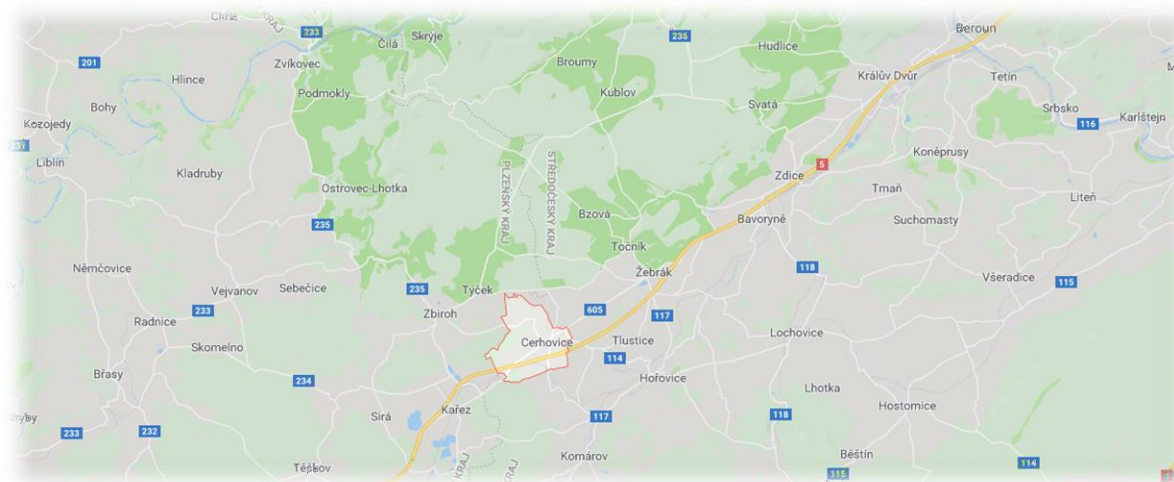 233
KRAJ
Čilá
Skryje
235
Hudlice
Beroun
201
Zvíkovec
Broumy
Králův Dvůr
Tetín
Hlince
Podmokly
Kublov
Svatá
Srbsko
Bohy
116
Karlštejn
Kozojedy
Koněprusy
Liblín
Kladruby
5
Zdice
PLZEŇSKÝ KRAJ
STŘEDOČESKÝ KRAJ
Ostrovec-Lhotka
Tmaň
Liteň
Bzová
Bavoryně
Suchomasty
235
Točník
Němčovice
Žebrák
118
Všeradice
115
Sebečice
235
Týček
Vejvanov
233
Zbiroh
605
117
Radnice
Cerhovice
Tlustice
Lochovice
Skomelno
114
Břasy
234
Hořovice
Lhotka
Kařez
Hostomice
Sirá
117
118
233
232
Komárov
Běštín
Těškov
KRAJ
114
115